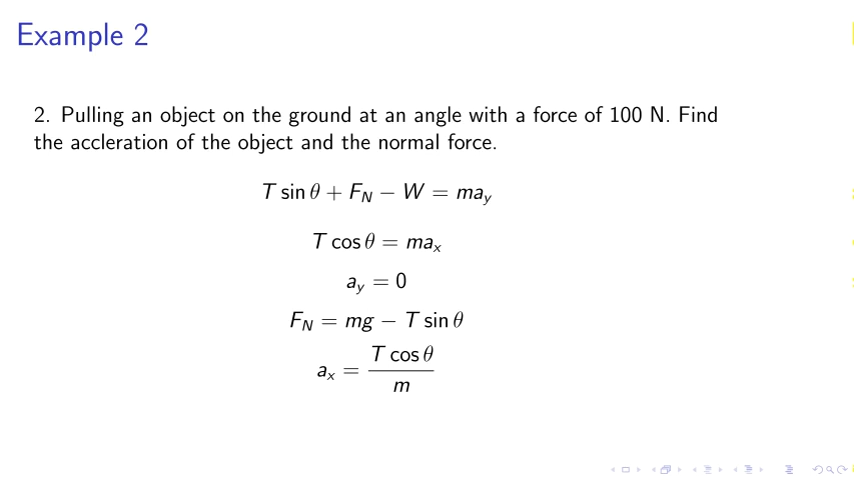 Example 2
2. Pulling an object on the ground at an angle with a force of 100 N. Find
the accleration of the object and the normal force.
T sin θ + F_N − W = ma_y
T cos θ = ma_x
a_y = 0
F_N = mg − T sin θ
a_x = T cos θ / m